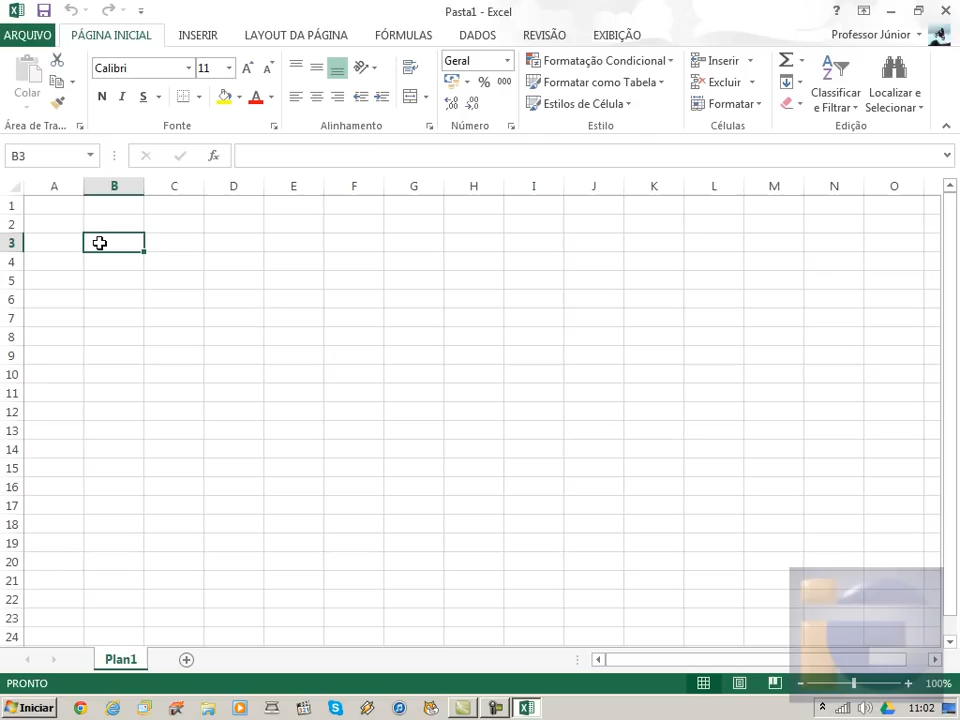 Pasta1 - Excel
?
ARQUIVO PÁGINA INICIAL INSERIR LAYOUT DA PÁGINA FÓRMULAS DADOS REVISÃO EXIBIÇÃO Professor Júnior
Colar
Calibri 11
N I S
Geral
% 000
Formatação Condicional
Formatar como Tabela
Estilos de Célula
Inserir
Excluir
Formatar
Classificar
e Filtrar
Localizar e
Selecionar
Área de Tra... Fonte Alinhamento Número Estilo Células Edição
B3
fx
A B C D E F G H I J K L M N O
1
2
3
4
5
6
7
8
9
10
11
12
13
14
15
16
17
18
19
20
21
22
23
24
Plan1
PRONTO 100%
Iniciar 11:02